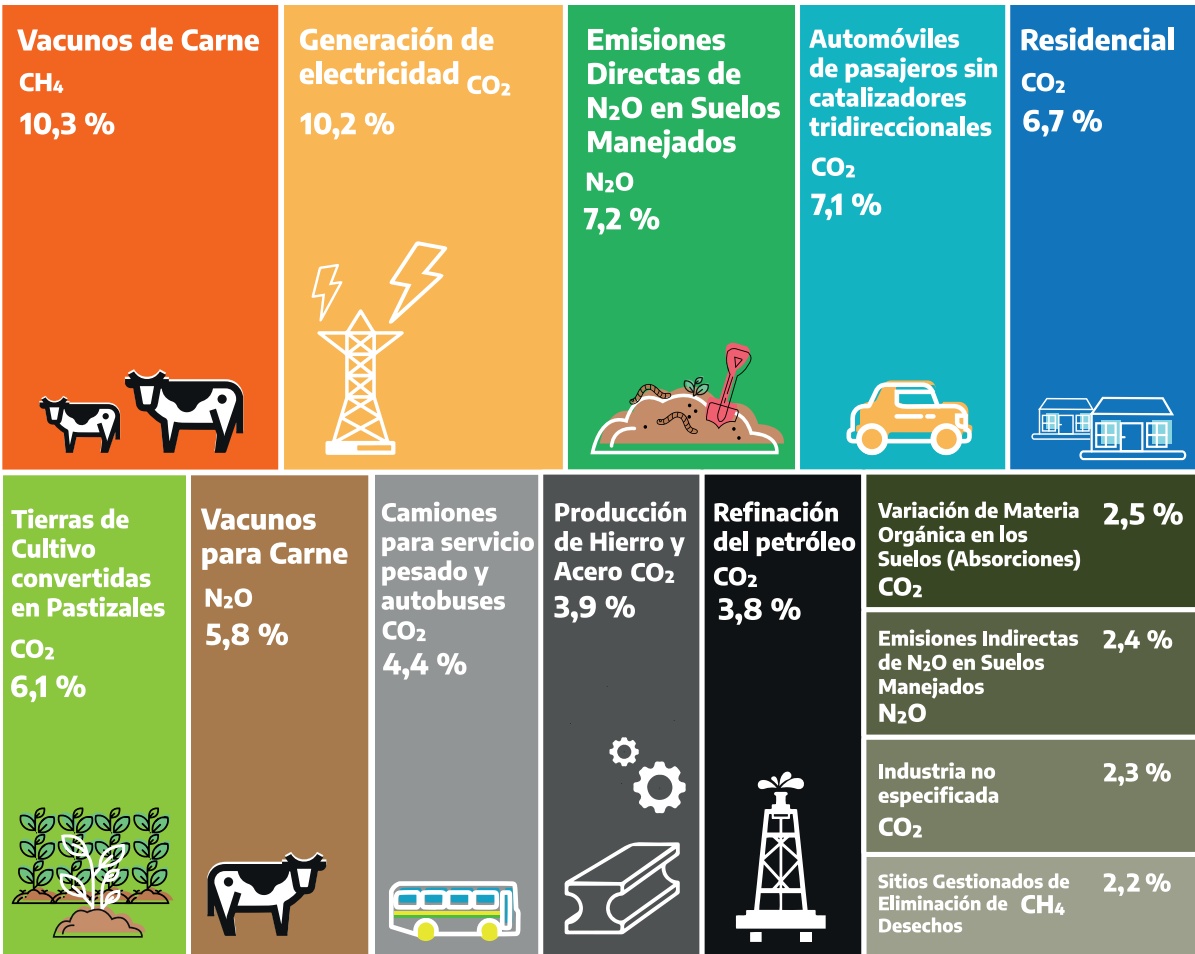 Vacunos de Carne
CH₄
10,3 %
Generación de
electricidad CO₂
10,2 %
Emisiones
Directas de
N₂O en Suelos
Manejados
N₂O
7,2 %
Automóviles
de pasajeros sin
catalizadores
tridireccionales
CO₂
7,1 %
Residencial
CO₂
6,7 %
Tierras de
Cultivo
convertidas
en Pastizales
CO₂
6,1 %
Vacunos
para Carne
N₂O
5,8 %
Camiones
para servicio
pesado y
autobuses
CO₂
4,4 %
Producción
de Hierro y
Acero CO₂
3,9 %
Refinación
del petróleo
CO₂
3,8 %
Variación de Materia 2,5 %
Orgánica en los
Suelos (Absorciones)
CO₂
Emisiones Indirectas 2,4 %
de N₂O en Suelos
Manejados
N₂O
Industria no 2,3 %
especificada
CO₂
Sitios Gestionados de 2,2 %
Eliminación de CH₄
Desechos